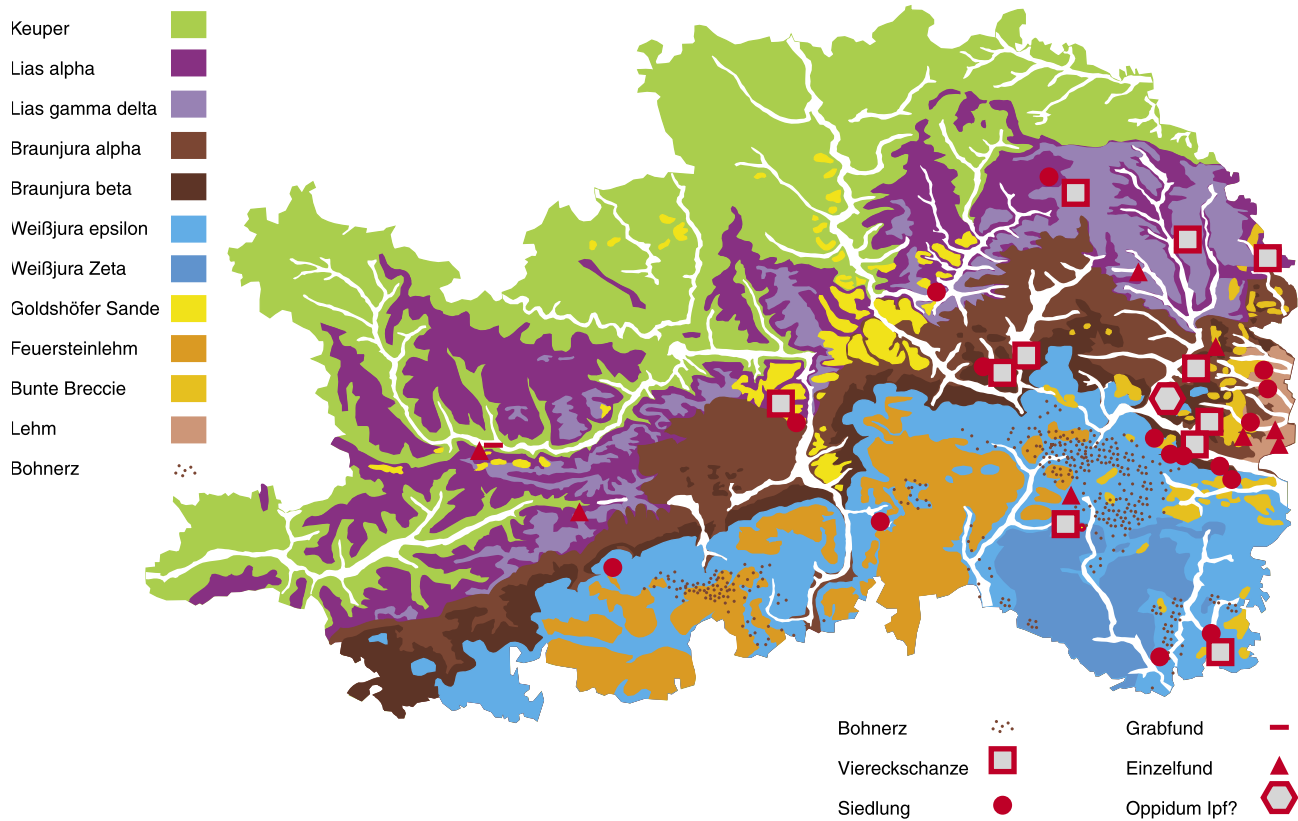 Keuper
Lias alpha
Lias gamma delta
Braunjura alpha
Braunjura beta
Weißjura epsilon
Weißjura Zeta
Goldshöfer Sande
Feuersteinlehm
Bunte Breccie
Lehm
Bohnerz
Bohnerz
Viereckschanze
Siedlung
Grabfund
Einzelfund
Oppidum Ipf?